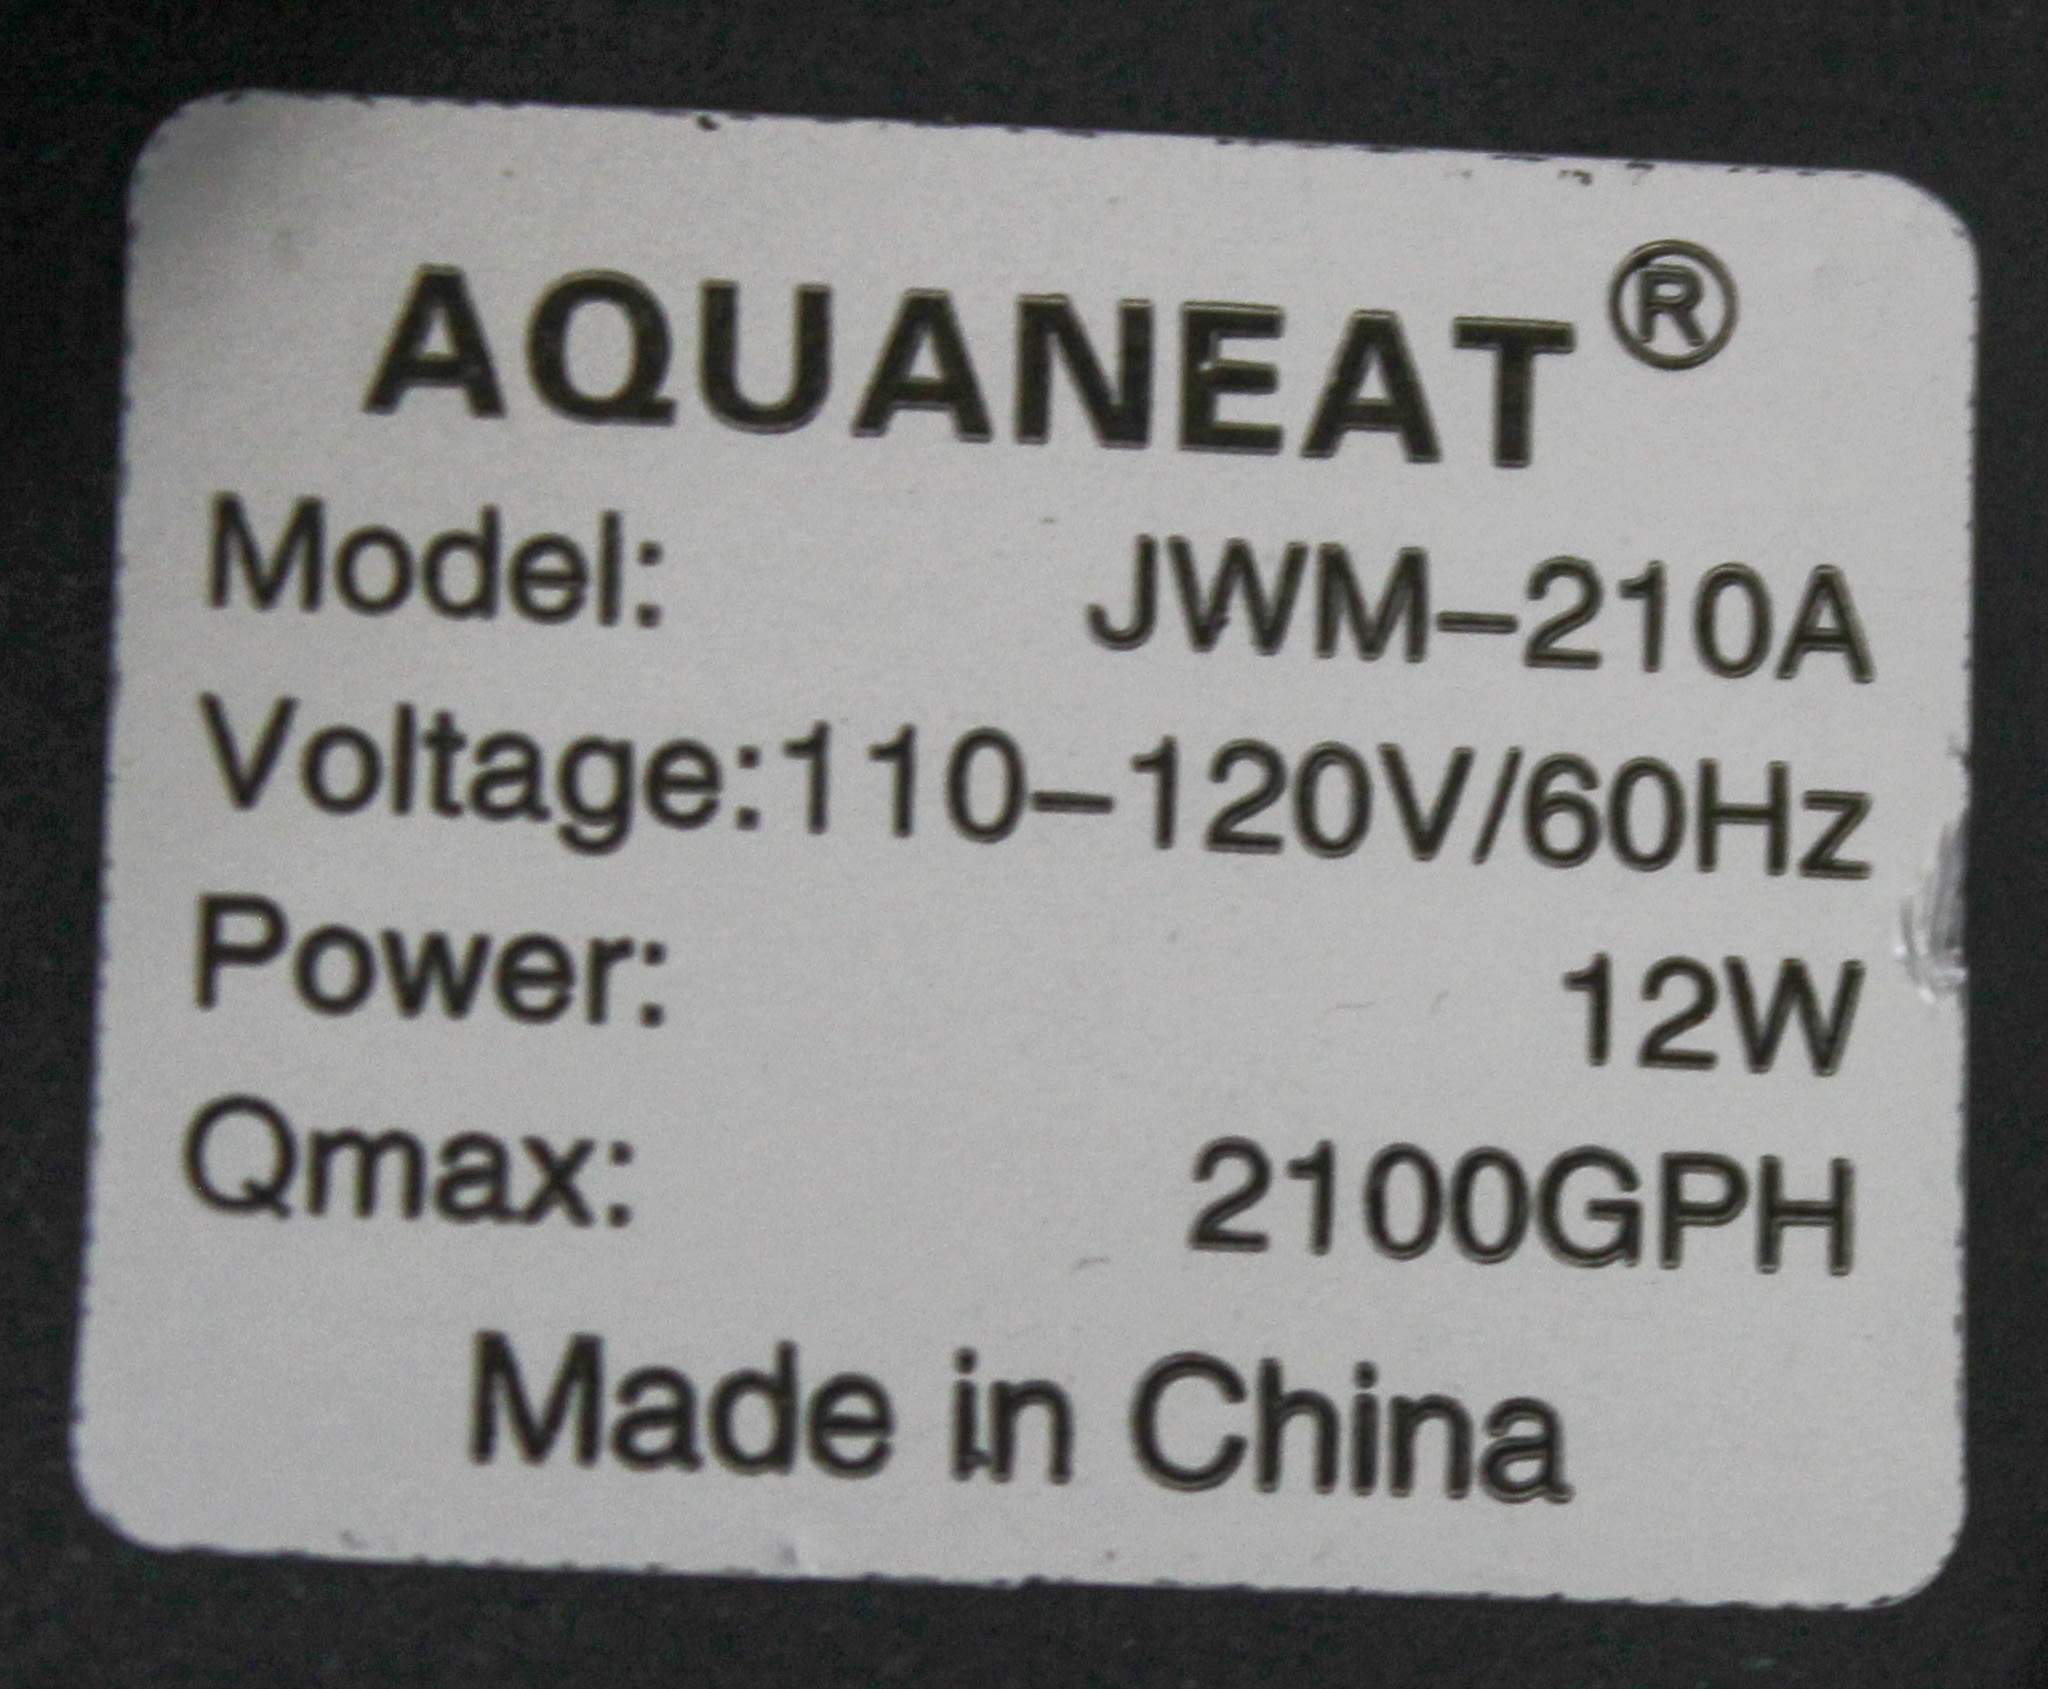 AQUANEAT®
Model: JWM-210A
Voltage:110-120V/60Hz
Power: 12W
Qmax: 2100GPH
Made in China